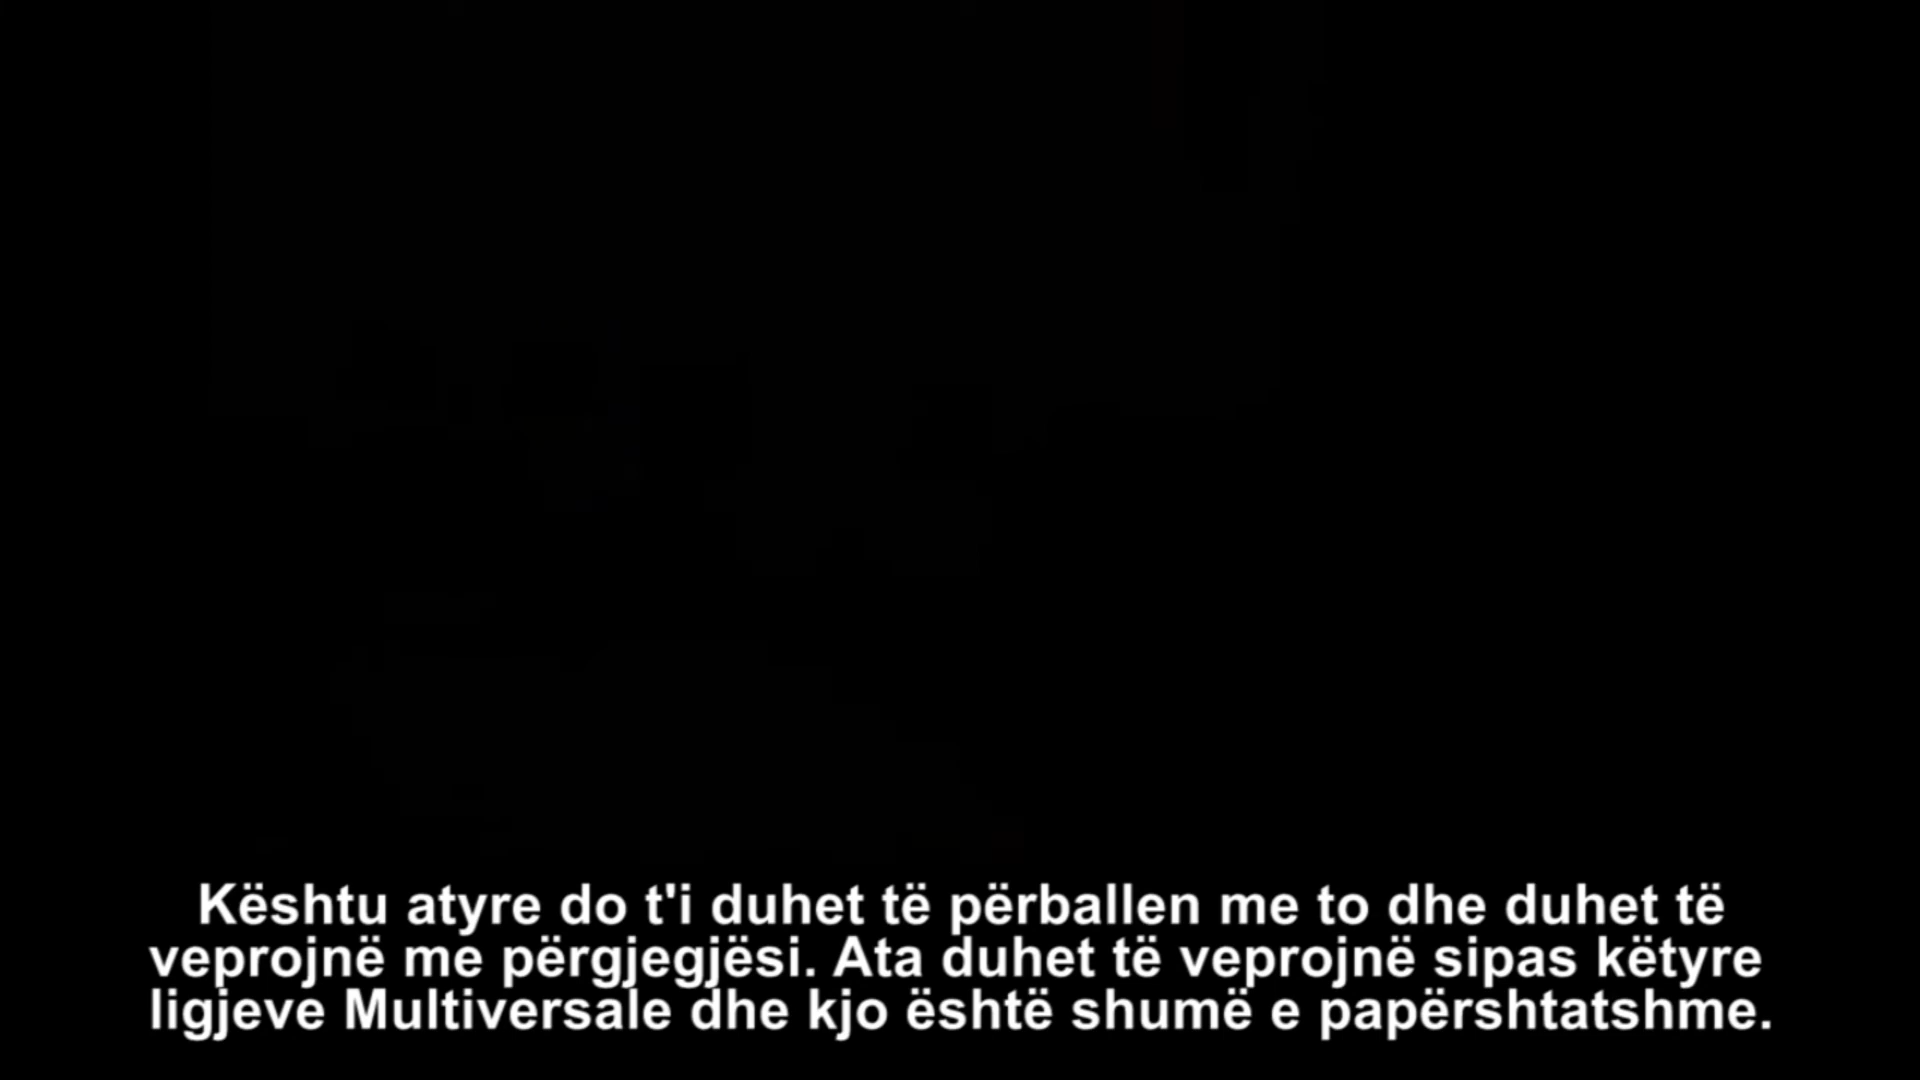 Kështu atyre do t'i duhet të përballen me to dhe duhet të
veprojnë me përgjegjësi. Ata duhet të veprojnë sipas këtyre
ligjeve Multiversale dhe kjo është shumë e papërshtatshme.